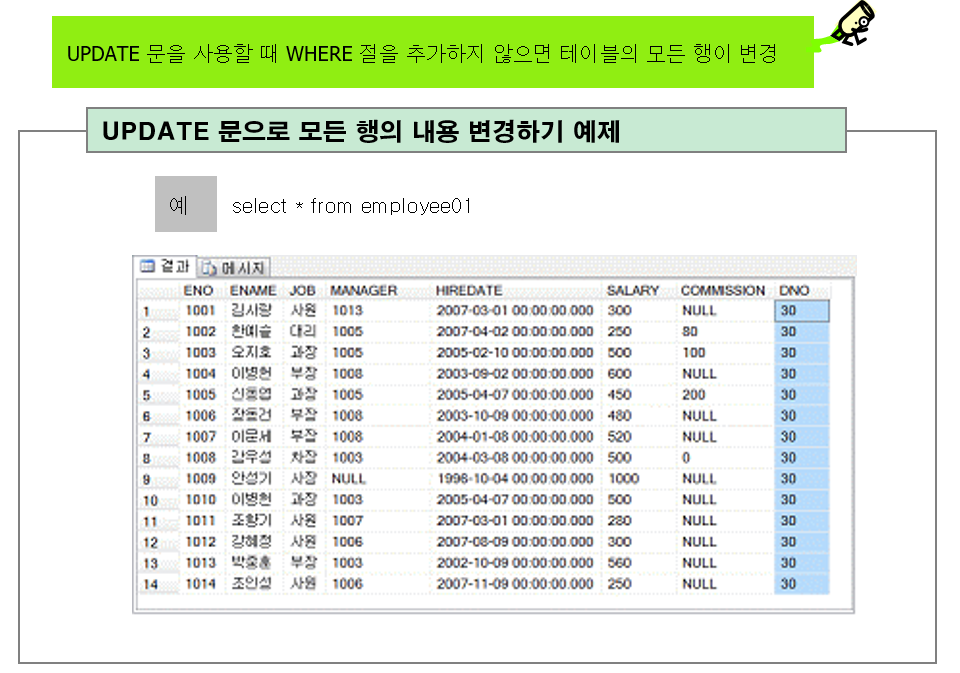 UPDATE 문을 사용할 때 WHERE 절을 추가하지 않으면 테이블의 모든 행이 변경
UPDATE 문으로 모든 행의 내용 변경하기 예제
예 select * from employee01
결과 메시지
ENO ENAME JOB MANAGER HIREDATE SALARY COMMISSION DNO
1 1001 김사랑 사원 1013 2007-03-01 00:00:00.000 300 NULL 30
2 1002 한예슬 대리 1005 2007-04-02 00:00:00.000 250 80 30
3 1003 오지호 과장 1005 2005-02-10 00:00:00.000 500 100 30
4 1004 이병헌 부장 1008 2003-09-02 00:00:00.000 600 NULL 30
5 1005 신동엽 과장 1005 2005-04-07 00:00:00.000 450 200 30
6 1006 장동건 부장 1008 2003-10-09 00:00:00.000 480 NULL 30
7 1007 이문세 부장 1008 2004-01-08 00:00:00.000 520 NULL 30
8 1008 감우성 차장 1003 2004-03-08 00:00:00.000 500 0 30
9 1009 안성기 사장 NULL 1996-10-04 00:00:00.000 1000 NULL 30
10 1010 이병헌 과장 1003 2005-04-07 00:00:00.000 500 NULL 30
11 1011 조향기 사원 1007 2007-03-01 00:00:00.000 280 NULL 30
12 1012 강혜정 사원 1006 2007-08-09 00:00:00.000 300 NULL 30
13 1013 박중훈 부장 1003 2002-10-09 00:00:00.000 560 NULL 30
14 1014 조인성 사원 1006 2007-11-09 00:00:00.000 250 NULL 30